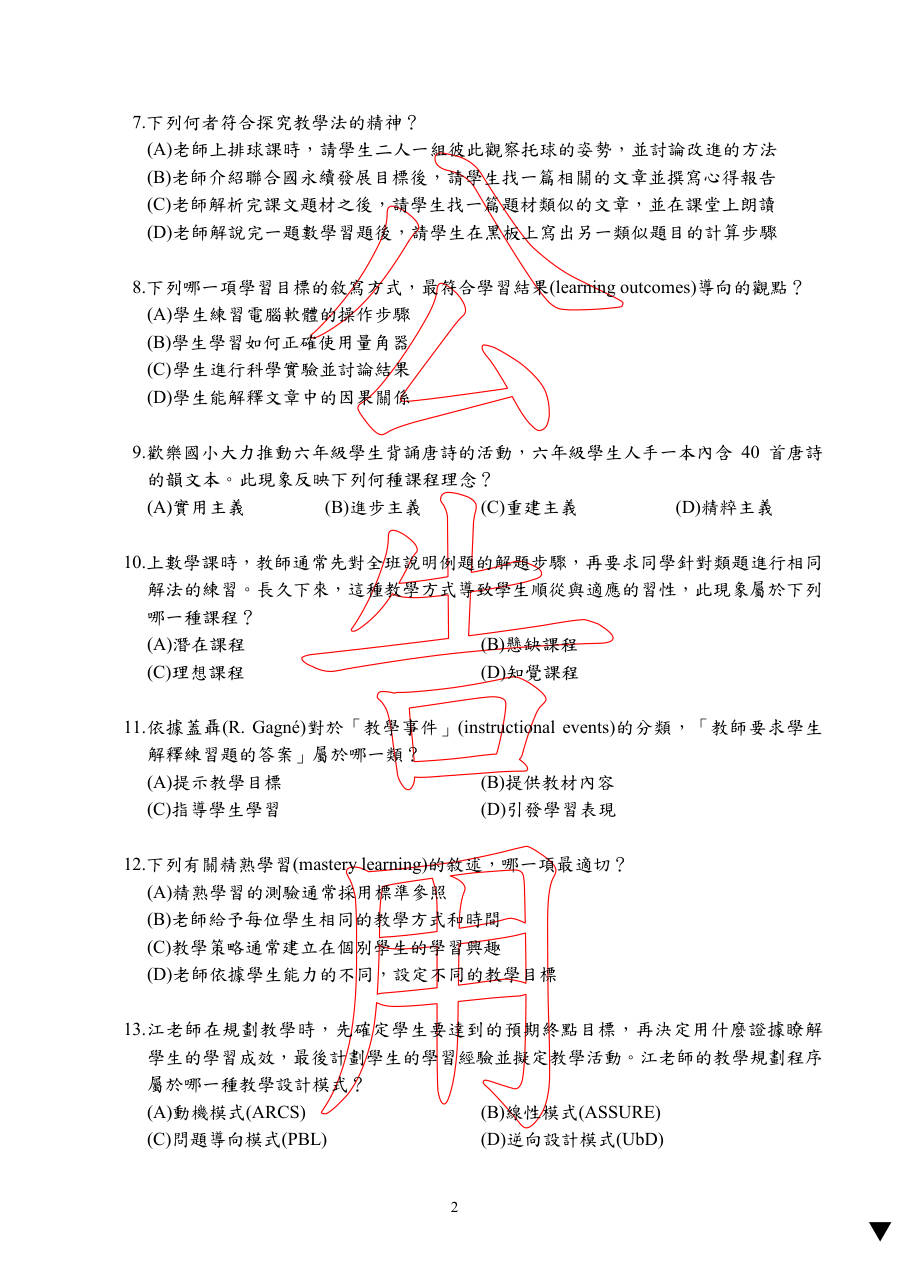 7.下列何者符合探究教學法的精神？
(A)老師上排球課時，請學生二人一組彼此觀察托球的姿勢，並討論改進的方法
(B)老師介紹聯合國永續發展目標後，請學生找一篇相關的文章並撰寫心得報告
(C)老師解析完課文題材之後，請學生找一篇題材類似的文章，並在課堂上朗讀
(D)老師解說完一題數學習題後，請學生在黑板上寫出另一類似題目的計算步驟
8.下列哪一項學習目標的敘寫方式，最符合學習結果(learning outcomes)導向的觀點？
(A)學生練習電腦軟體的操作步驟
(B)學生學習如何正確使用量角器
(C)學生進行科學實驗並討論結果
(D)學生能解釋文章中的因果關係
9.歡樂國小大力推動六年級學生背誦唐詩的活動，六年級學生人手一本內含 40 首唐詩
的韻文本。此現象反映下列何種課程理念？
(A)實用主義 (B)進步主義 (C)重建主義 (D)精粹主義
10.上數學課時，教師通常先對全班說明例題的解題步驟，再要求同學針對類題進行相同
解法的練習。長久下來，這種教學方式導致學生順從與適應的習性，此現象屬於下列
哪一種課程？
(A)潛在課程 (B)懸缺課程
(C)理想課程 (D)知覺課程
11.依據蓋聶(R. Gagné)對於「教學事件」(instructional events)的分類，「教師要求學生
解釋練習題的答案」屬於哪一類？
(A)提示教學目標 (B)提供教材內容
(C)指導學生學習 (D)引發學習表現
12.下列有關精熟學習(mastery learning)的敘述，哪一項最適切？
(A)精熟學習的測驗通常採用標準參照
(B)老師給予每位學生相同的教學方式和時間
(C)教學策略通常建立在個別學生的學習興趣
(D)老師依據學生能力的不同，設定不同的教學目標
13.江老師在規劃教學時，先確定學生要達到的預期終點目標，再決定用什麼證據瞭解
學生的學習成效，最後計劃學生的學習經驗並擬定教學活動。江老師的教學規劃程序
屬於哪一種教學設計模式？
(A)動機模式(ARCS) (B)線性模式(ASSURE)
(C)問題導向模式(PBL) (D)逆向設計模式(UbD)
2
公告用